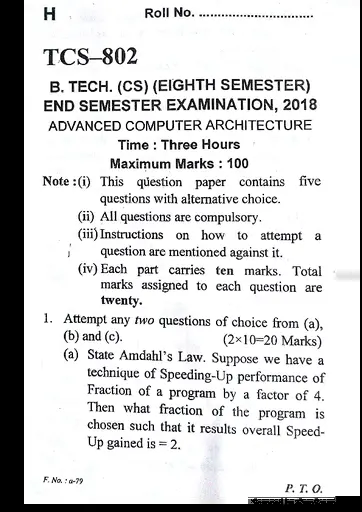 H Roll No. ................................
TCS–802
B. TECH. (CS) (EIGHTH SEMESTER)
END SEMESTER EXAMINATION, 2018
ADVANCED COMPUTER ARCHITECTURE
Time : Three Hours
Maximum Marks : 100
Note : (i) This question paper contains five
questions with alternative choice.
(ii) All questions are compulsory.
(iii) Instructions on how to attempt a
question are mentioned against it.
(iv) Each part carries ten marks. Total
marks assigned to each question are
twenty.
1. Attempt any two questions of choice from (a),
(b) and (c). (2×10=20 Marks)
(a) State Amdahl's Law. Suppose we have a
technique of Speeding-Up performance of
Fraction of a program by a factor of 4.
Then what fraction of the program is
chosen such that it results overall Speed-
Up gained is = 2.
F. No. : a-79
P. T. O.